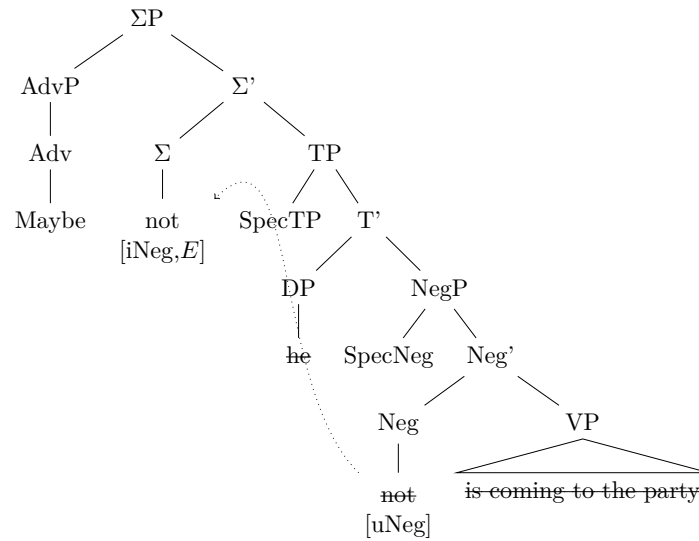 ΣP
AdvP Σ'
Adv Σ TP
Maybe not SpecTP T'
[iNeg,E]
DP NegP
he SpecNeg Neg'
Neg VP
not is coming to the party
[uNeg]